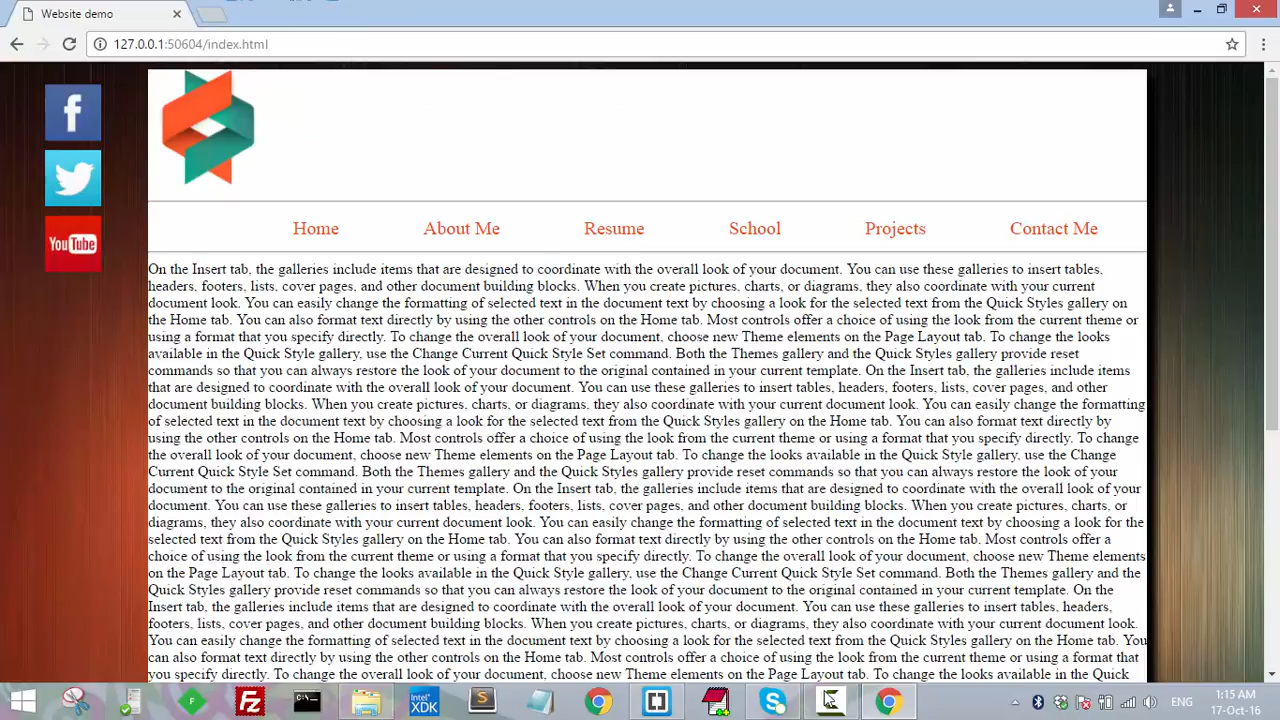 Website demo
127.0.0.1:50604/index.html
f
You Tube
Home About Me Resume School Projects Contact Me
On the Insert tab, the galleries include items that are designed to coordinate with the overall look of your document. You can use these galleries to insert tables,
headers, footers, lists, cover pages, and other document building blocks. When you create pictures, charts, or diagrams, they also coordinate with your current
document look. You can easily change the formatting of selected text in the document text by choosing a look for the selected text from the Quick Styles gallery on
the Home tab. You can also format text directly by using the other controls on the Home tab. Most controls offer a choice of using the look from the current theme or
using a format that you specify directly. To change the overall look of your document, choose new Theme elements on the Page Layout tab. To change the looks
available in the Quick Style gallery, use the Change Current Quick Style Set command. Both the Themes gallery and the Quick Styles gallery provide reset
commands so that you can always restore the look of your document to the original contained in your current template. On the Insert tab, the galleries include items
that are designed to coordinate with the overall look of your document. You can use these galleries to insert tables, headers, footers, lists, cover pages, and other
document building blocks. When you create pictures, charts, or diagrams, they also coordinate with your current document look. You can easily change the formatting
of selected text in the document text by choosing a look for the selected text from the Quick Styles gallery on the Home tab. You can also format text directly by
using the other controls on the Home tab. Most controls offer a choice of using the look from the current theme or using a format that you specify directly. To change
the overall look of your document, choose new Theme elements on the Page Layout tab. To change the looks available in the Quick Style gallery, use the Change
Current Quick Style Set command. Both the Themes gallery and the Quick Styles gallery provide reset commands so that you can always restore the look of your
document to the original contained in your current template. On the Insert tab, the galleries include items that are designed to coordinate with the overall look of your
document. You can use these galleries to insert tables, headers, footers, lists, cover pages, and other document building blocks. When you create pictures, charts, or
diagrams, they also coordinate with your current document look. You can easily change the formatting of selected text in the document text by choosing a look for the
selected text from the Quick Styles gallery on the Home tab. You can also format text directly by using the other controls on the Home tab. Most controls offer a
choice of using the look from the current theme or using a format that you specify directly. To change the overall look of your document, choose new Theme elements
on the Page Layout tab. To change the looks available in the Quick Style gallery, use the Change Current Quick Style Set command. Both the Themes gallery and the
Quick Styles gallery provide reset commands so that you can always restore the look of your document to the original contained in your current template. On the
Insert tab, the galleries include items that are designed to coordinate with the overall look of your document. You can use these galleries to insert tables, headers,
footers, lists, cover pages, and other document building blocks. When you create pictures, charts, or diagrams, they also coordinate with your current document look.
You can easily change the formatting of selected text in the document text by choosing a look for the selected text from the Quick Styles gallery on the Home tab. You
can also format text directly by using the other controls on the Home tab. Most controls offer a choice of using the look from the current theme or using a format that
you specify directly. To change the overall look of your document, choose new Theme elements on the Page Layout tab. To change the looks available in the Quick
F Fz intel XDK S
ENG 1:15 AM
17-Oct-16